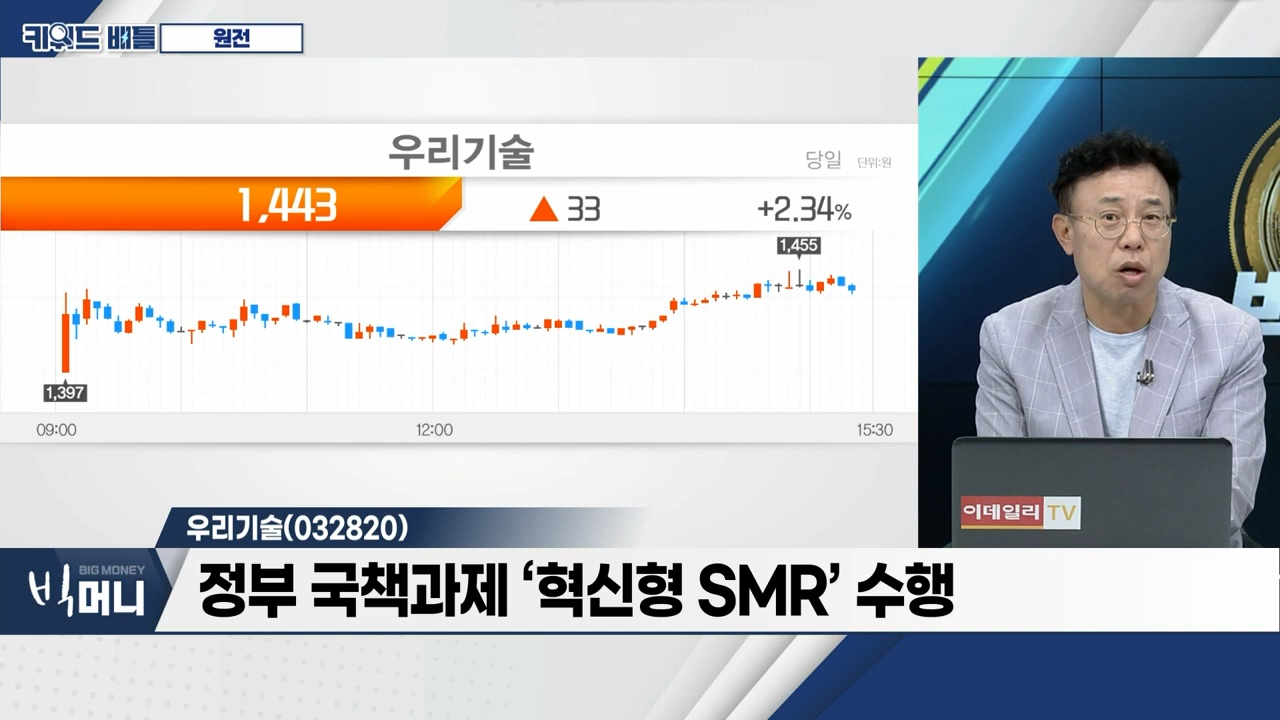 키워드 배틀
원전
우리기술
당일 단위:원
1,443 ▲ 33 +2.34%
1,455
1,397
09:00 12:00 15:30
이데일리 TV
우리기술(032820)
BIG MONEY
빅머니
정부 국책과제 ‘혁신형 SMR’ 수행